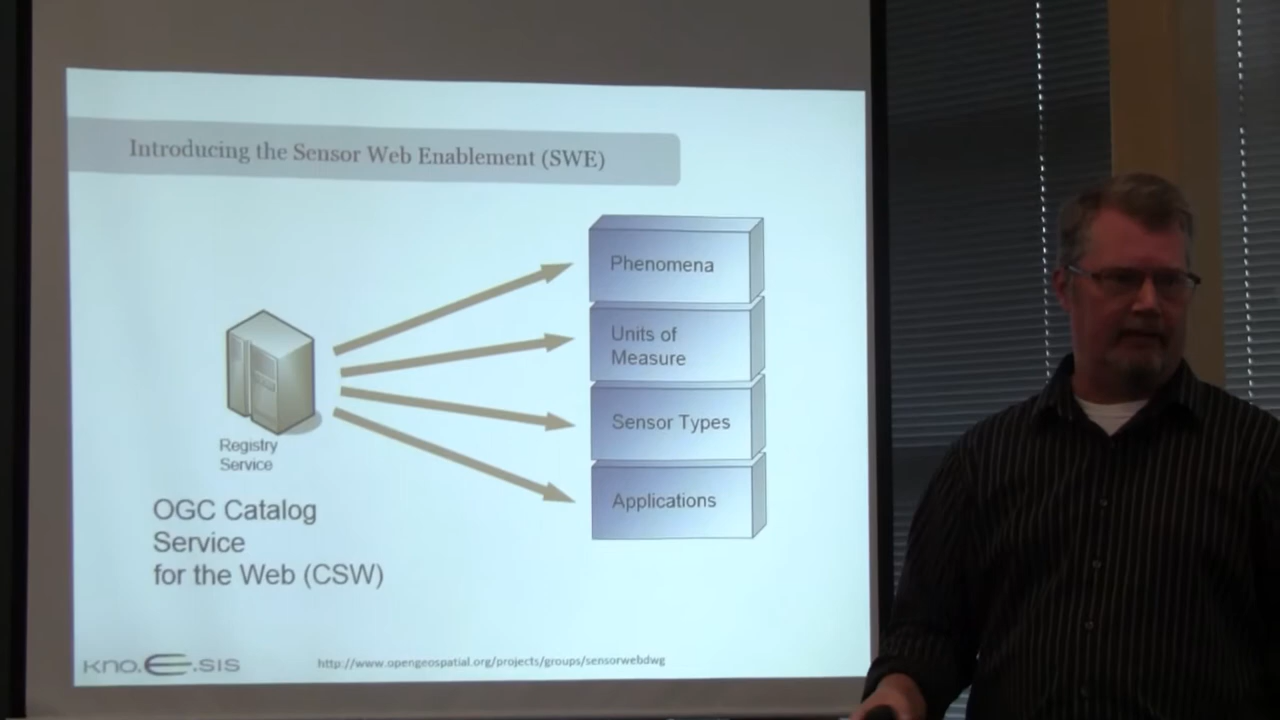 Introducing the Sensor Web Enablement (SWE)
Phenomena
Units of
Measure
Sensor Types
Applications
Registry
Service
OGC Catalog
Service
for the Web (CSW)
kno.e.sis
http://www.opengeospatial.org/projects/groups/sensorwebdwg